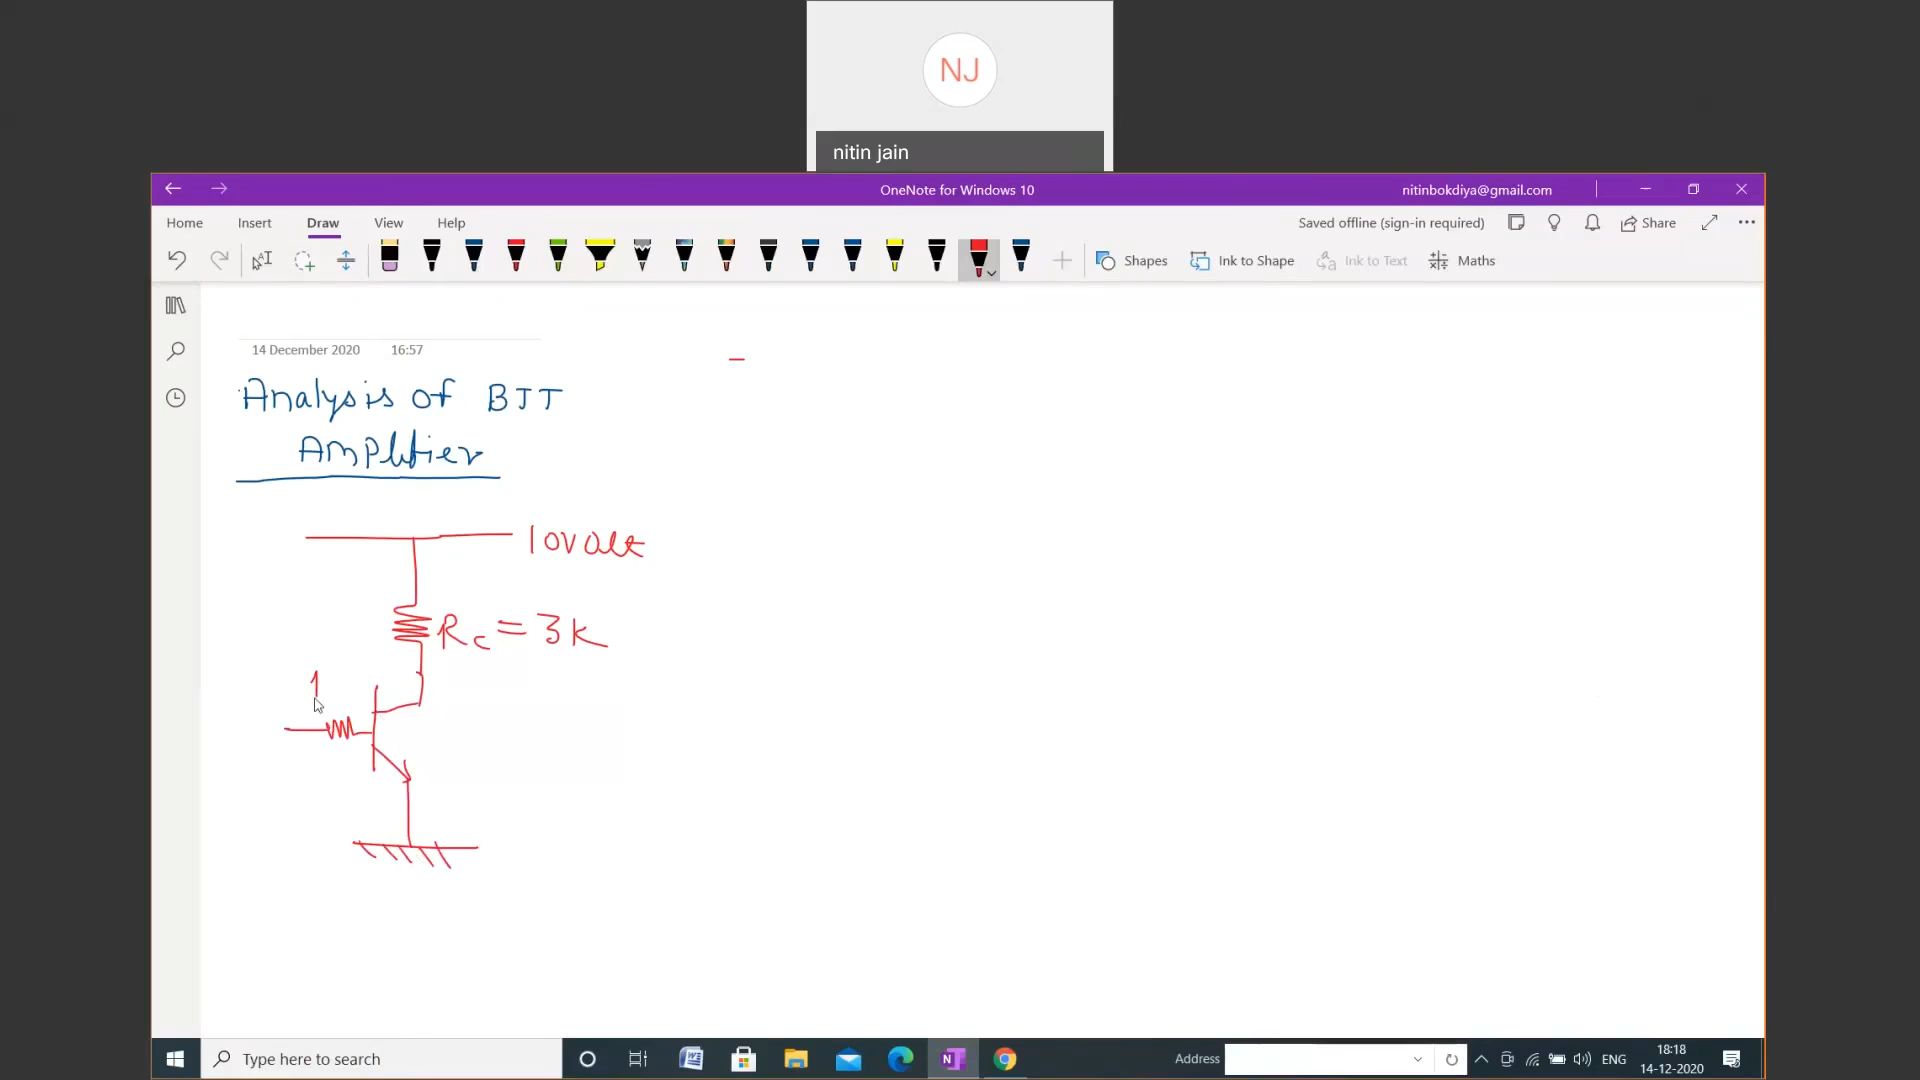 NJ
nitin jain
OneNote for Windows 10
nitinbokdiya@gmail.com
Home Insert Draw View Help
Saved offline (sign-in required)
Share
Shapes
Ink to Shape
Ink to Text
Maths
14 December 2020 16:57
Analysis of BJT
Amplifier
10volt
Rc = 3k
1
Type here to search
Address
ENG
18:18
14-12-2020